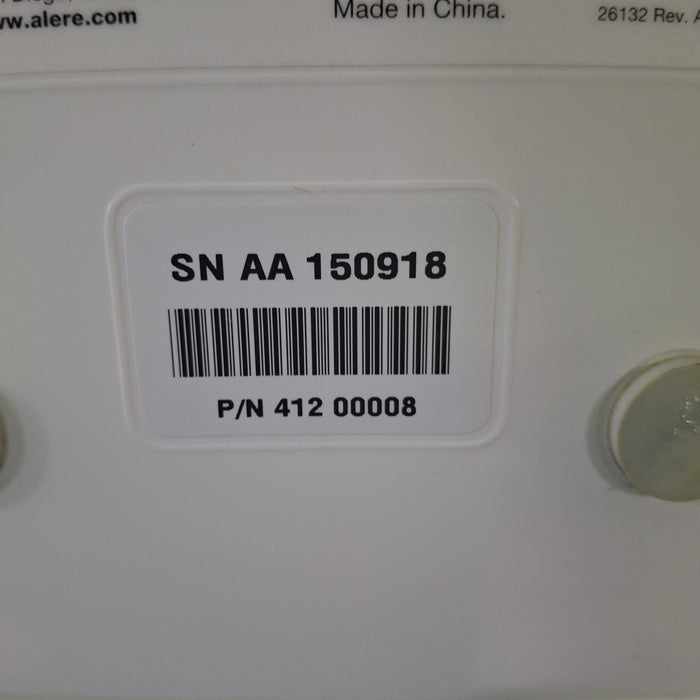 www.alere.com
Made in China.
26132 Rev. A
SN AA 150918
P/N 412 00008